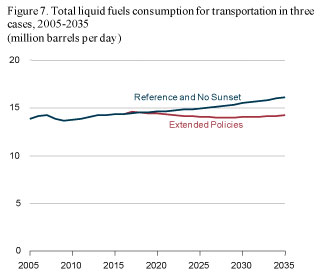 Figure 7. Total liquid fuels consumption for transportation in three
cases, 2005-2035
(million barrels per day)
20
Reference and No Sunset
15
Extended Policies
10
5
0
2005 2010 2015 2020 2025 2030 2035